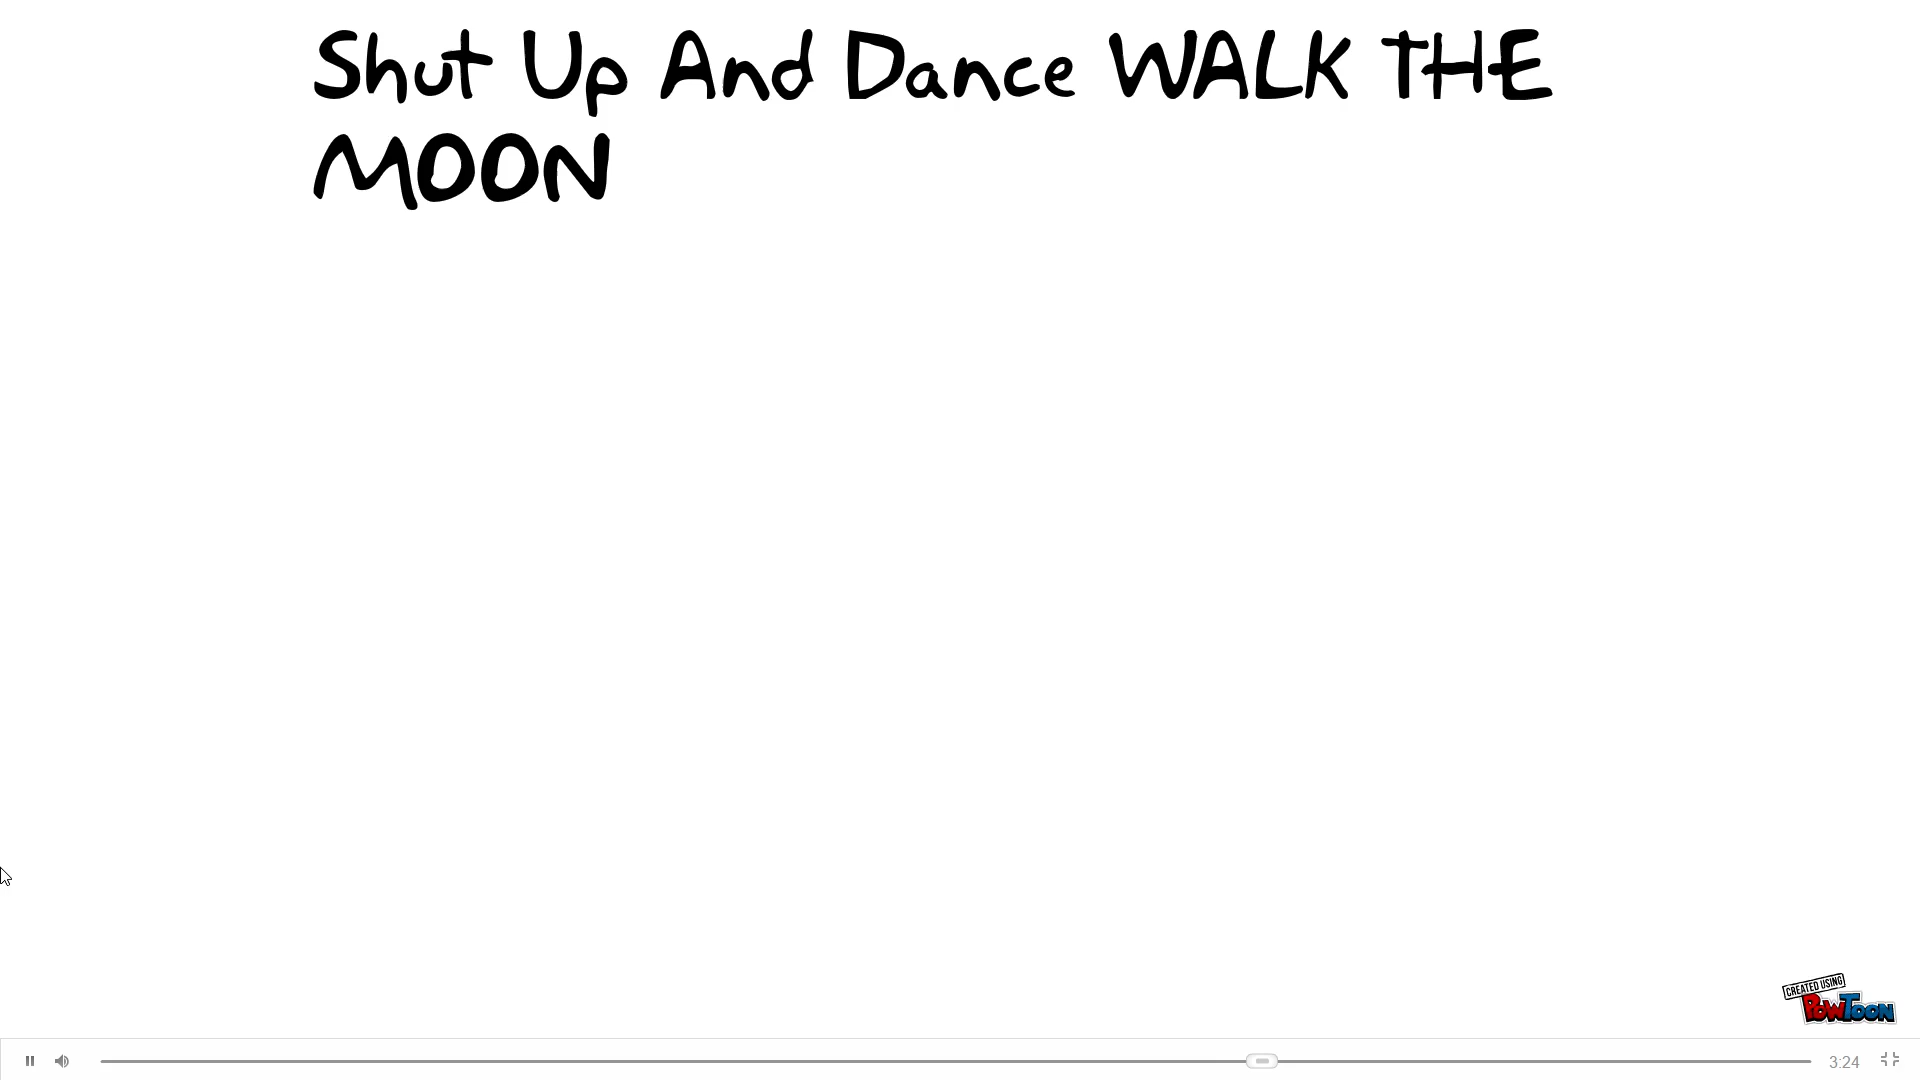 Shut Up And Dance WALK THE
MOON
CREATED USING
POWTOON
3:24